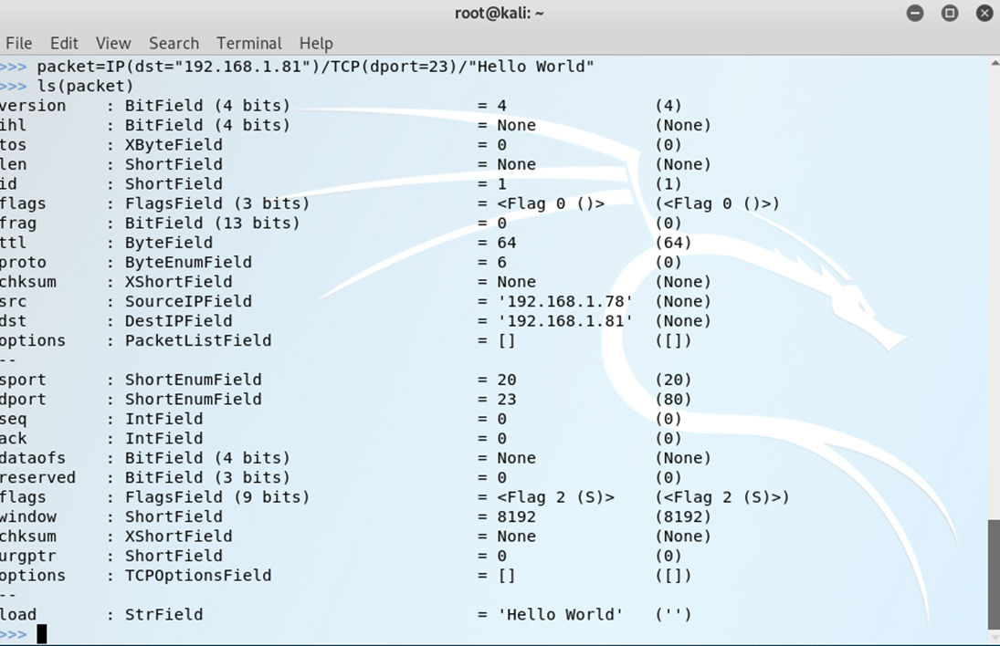 root@kali: ~
File Edit View Search Terminal Help
>>> packet=IP(dst="192.168.1.81")/TCP(dport=23)/"Hello World"
>>> ls(packet)
version : BitField (4 bits) = 4 (4)
ihl : BitField (4 bits) = None (None)
tos : XByteField = 0 (0)
len : ShortField = None (None)
id : ShortField = 1 (1)
flags : FlagsField (3 bits) = <Flag 0 ()> (<Flag 0 ()>)
frag : BitField (13 bits) = 0 (0)
ttl : ByteField = 64 (64)
proto : ByteEnumField = 6 (0)
chksum : XShortField = None (None)
src : SourceIPField = '192.168.1.78' (None)
dst : DestIPField = '192.168.1.81' (None)
options : PacketListField = [] ([])
--
sport : ShortEnumField = 20 (20)
dport : ShortEnumField = 23 (80)
seq : IntField = 0 (0)
ack : IntField = 0 (0)
dataofs : BitField (4 bits) = None (None)
reserved : BitField (3 bits) = 0 (0)
flags : FlagsField (9 bits) = <Flag 2 (S)> (<Flag 2 (S)>)
window : ShortField = 8192 (8192)
chksum : XShortField = None (None)
urgptr : ShortField = 0 (0)
options : TCPOptionsField = [] ([])
--
load : StrField = 'Hello World' ('')
>>>